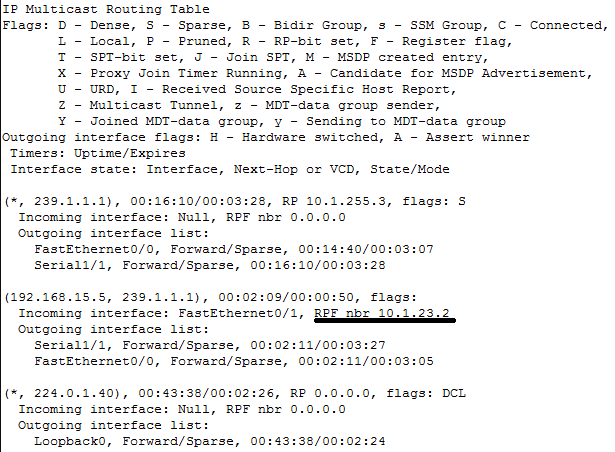 IP Multicast Routing Table
Flags: D - Dense, S - Sparse, B - Bidir Group, s - SSM Group, C - Connected,
L - Local, P - Pruned, R - RP-bit set, F - Register flag,
T - SPT-bit set, J - Join SPT, M - MSDP created entry,
X - Proxy Join Timer Running, A - Candidate for MSDP Advertisement,
U - URD, I - Received Source Specific Host Report,
Z - Multicast Tunnel, z - MDT-data group sender,
Y - Joined MDT-data group, y - Sending to MDT-data group
Outgoing interface flags: H - Hardware switched, A - Assert winner
Timers: Uptime/Expires
Interface state: Interface, Next-Hop or VCD, State/Mode
(*, 239.1.1.1), 00:16:10/00:03:28, RP 10.1.255.3, flags: S
Incoming interface: Null, RPF nbr 0.0.0.0
Outgoing interface list:
FastEthernet0/0, Forward/Sparse, 00:14:40/00:03:07
Serial1/1, Forward/Sparse, 00:16:10/00:03:28
(192.168.15.5, 239.1.1.1), 00:02:09/00:00:50, flags:
Incoming interface: FastEthernet0/1, RPF nbr 10.1.23.2
Outgoing interface list:
Serial1/1, Forward/Sparse, 00:02:11/00:03:27
FastEthernet0/0, Forward/Sparse, 00:02:11/00:03:05
(*, 224.0.1.40), 00:43:38/00:02:26, RP 0.0.0.0, flags: DCL
Incoming interface: Null, RPF nbr 0.0.0.0
Outgoing interface list:
Loopback0, Forward/Sparse, 00:43:38/00:02:24